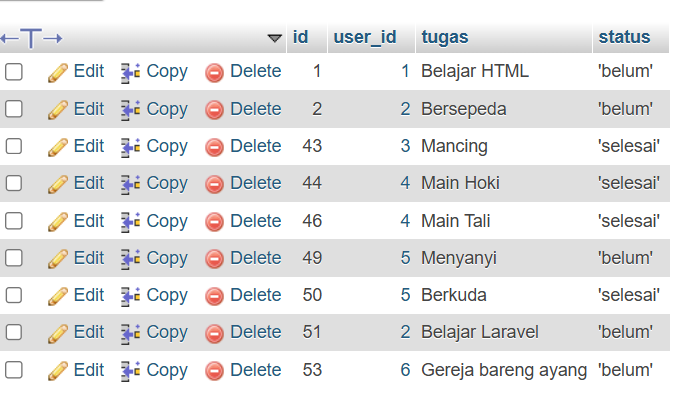 id user_id tugas status
Edit Copy Delete 1 1 Belajar HTML 'belum'
Edit Copy Delete 2 2 Bersepeda 'belum'
Edit Copy Delete 43 3 Mancing 'selesai'
Edit Copy Delete 44 4 Main Hoki 'selesai'
Edit Copy Delete 46 4 Main Tali 'selesai'
Edit Copy Delete 49 5 Menyanyi 'belum'
Edit Copy Delete 50 5 Berkuda 'selesai'
Edit Copy Delete 51 2 Belajar Laravel 'belum'
Edit Copy Delete 53 6 Gereja bareng ayang 'belum'